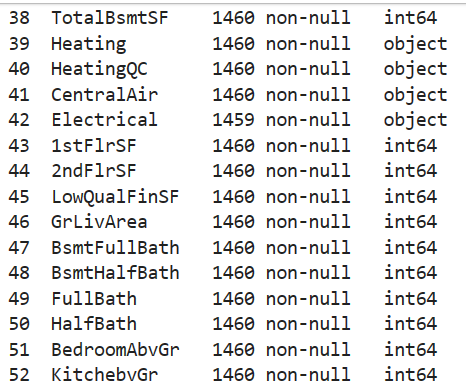 38 TotalBsmtSF 1460 non-null int64
39 Heating 1460 non-null object
40 HeatingQC 1460 non-null object
41 CentralAir 1460 non-null object
42 Electrical 1459 non-null object
43 1stFlrSF 1460 non-null int64
44 2ndFlrSF 1460 non-null int64
45 LowQualFinSF 1460 non-null int64
46 GrLivArea 1460 non-null int64
47 BsmtFullBath 1460 non-null int64
48 BsmtHalfBath 1460 non-null int64
49 FullBath 1460 non-null int64
50 HalfBath 1460 non-null int64
51 BedroomAbvGr 1460 non-null int64
52 KitchebvGr 1460 non-null int64